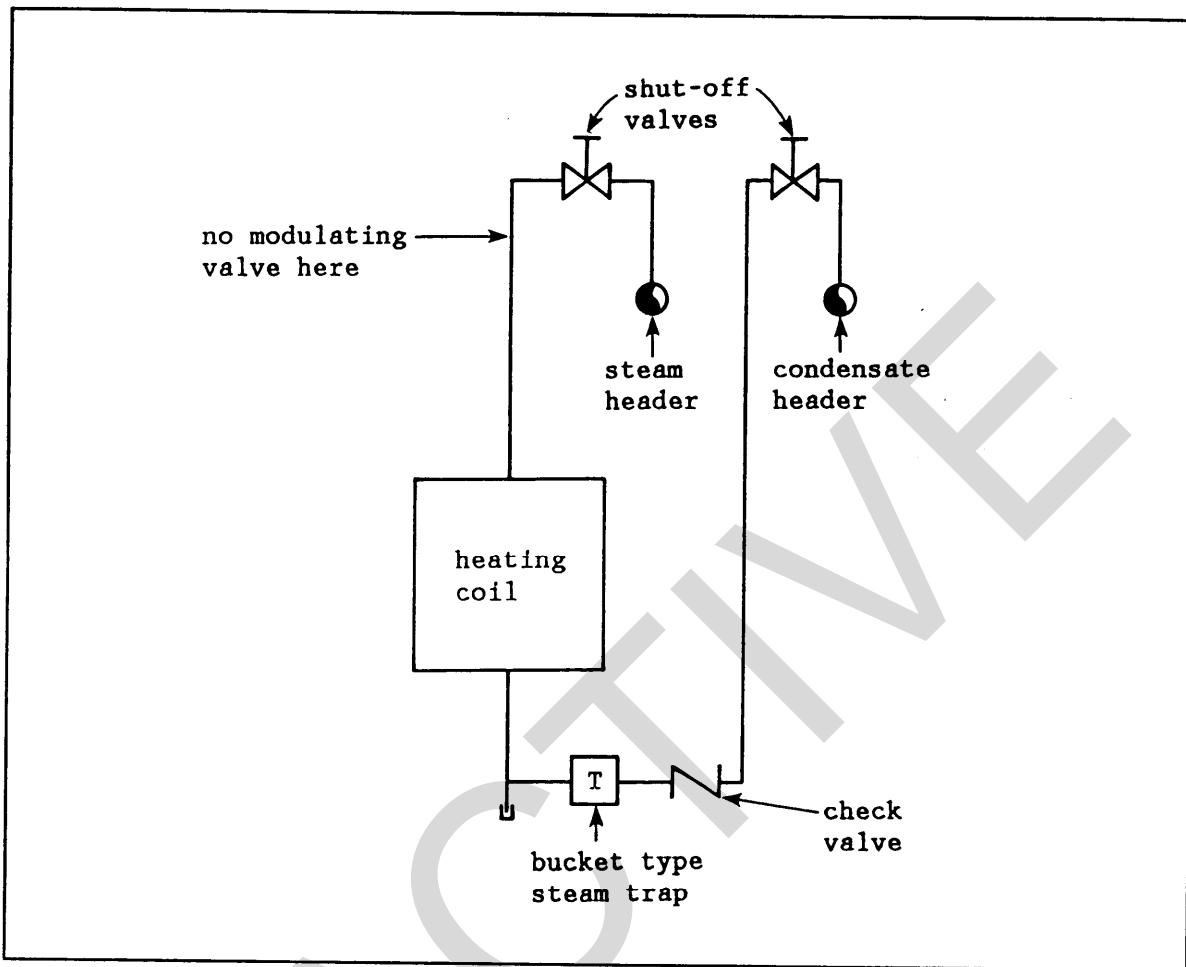 shut-off
valves
no modulating
valve here
steam
header
condensate
header
heating
coil
T
check
valve
bucket type
steam trap
CTIVE